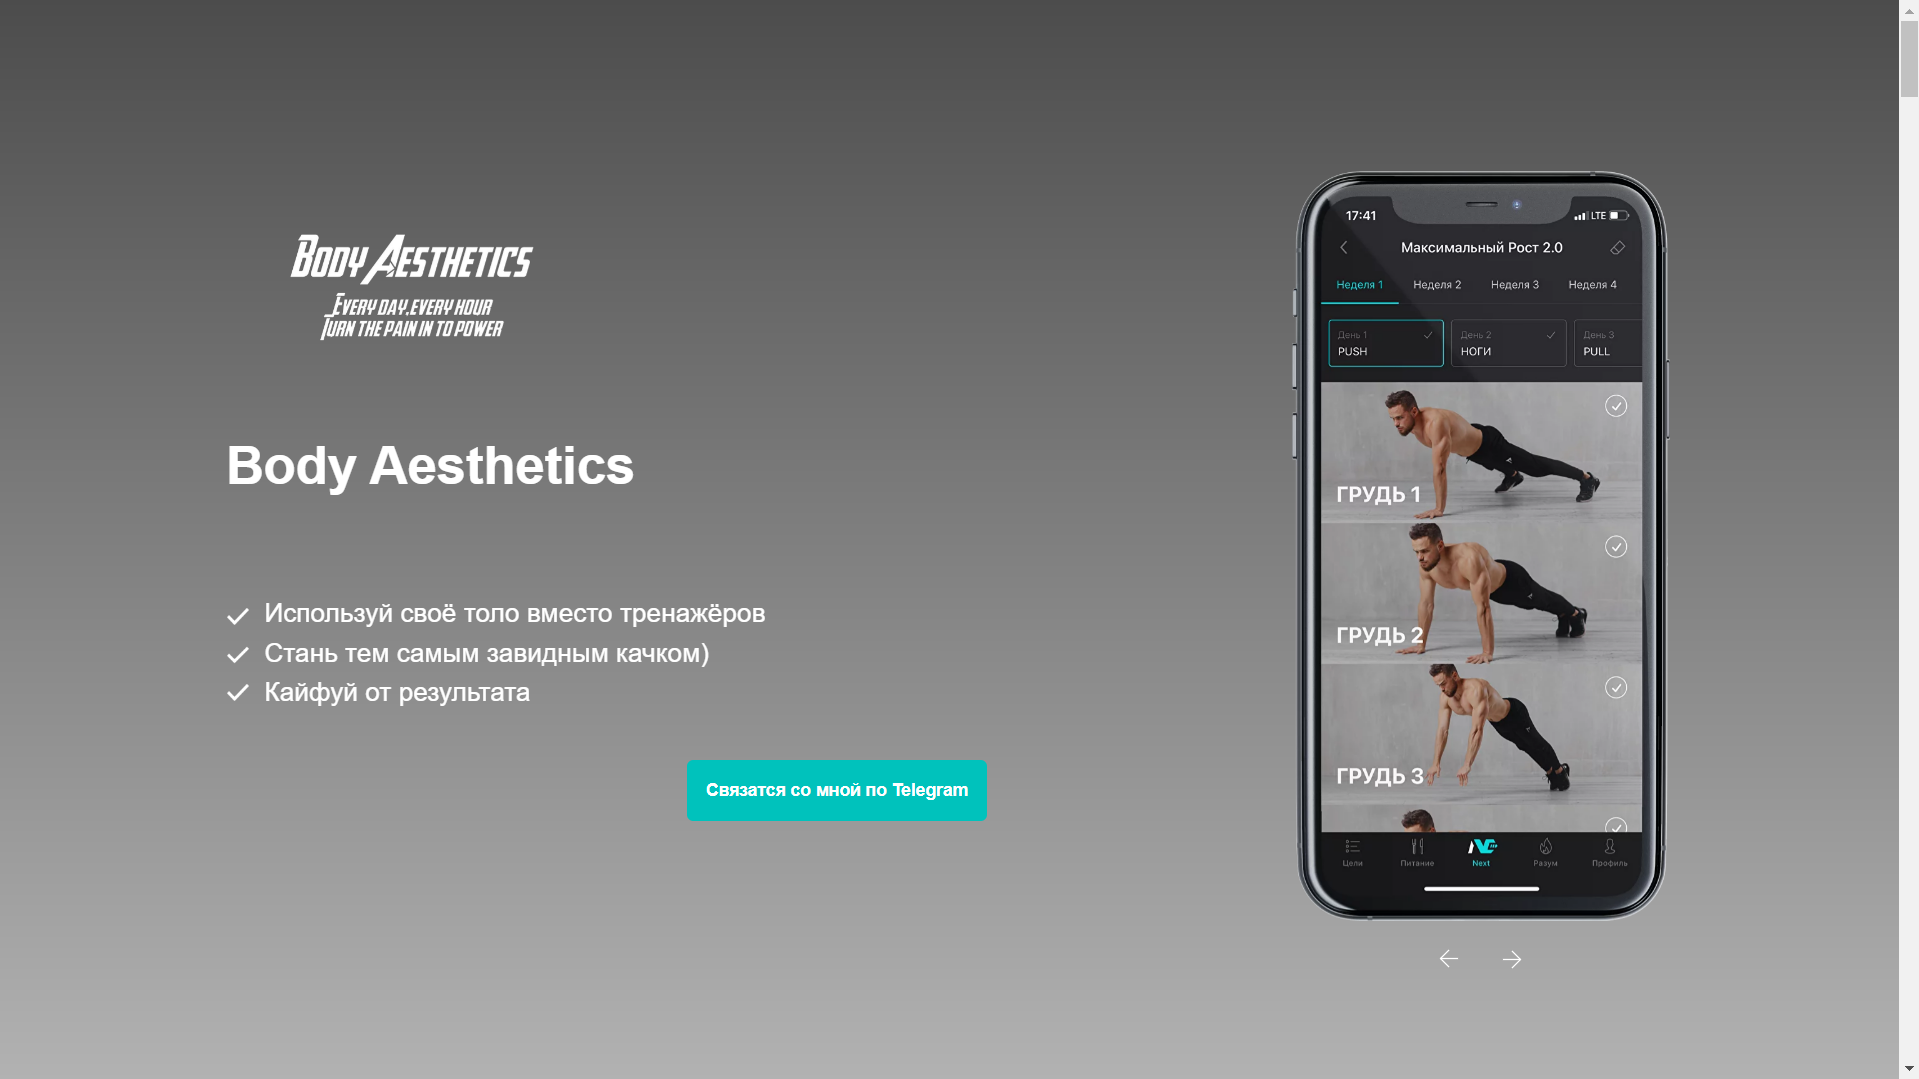 BODY AESTHETICS
EVERY DAY.EVERY HOUR
TURN THE PAIN IN TO POWER
Body Aesthetics
Используй своё толо вместо тренажёров
Стань тем самым завидным качком)
Кайфуй от результата
Связатся со мной по Telegram
17:41
LTE
Максимальный Рост 2.0
Неделя 1 Неделя 2 Неделя 3 Неделя 4
День 1 День 2 День 3
PUSH НОГИ PULL
ГРУДЬ 1
ГРУДЬ 2
ГРУДЬ 3
Цели Питание Next Разум Профиль